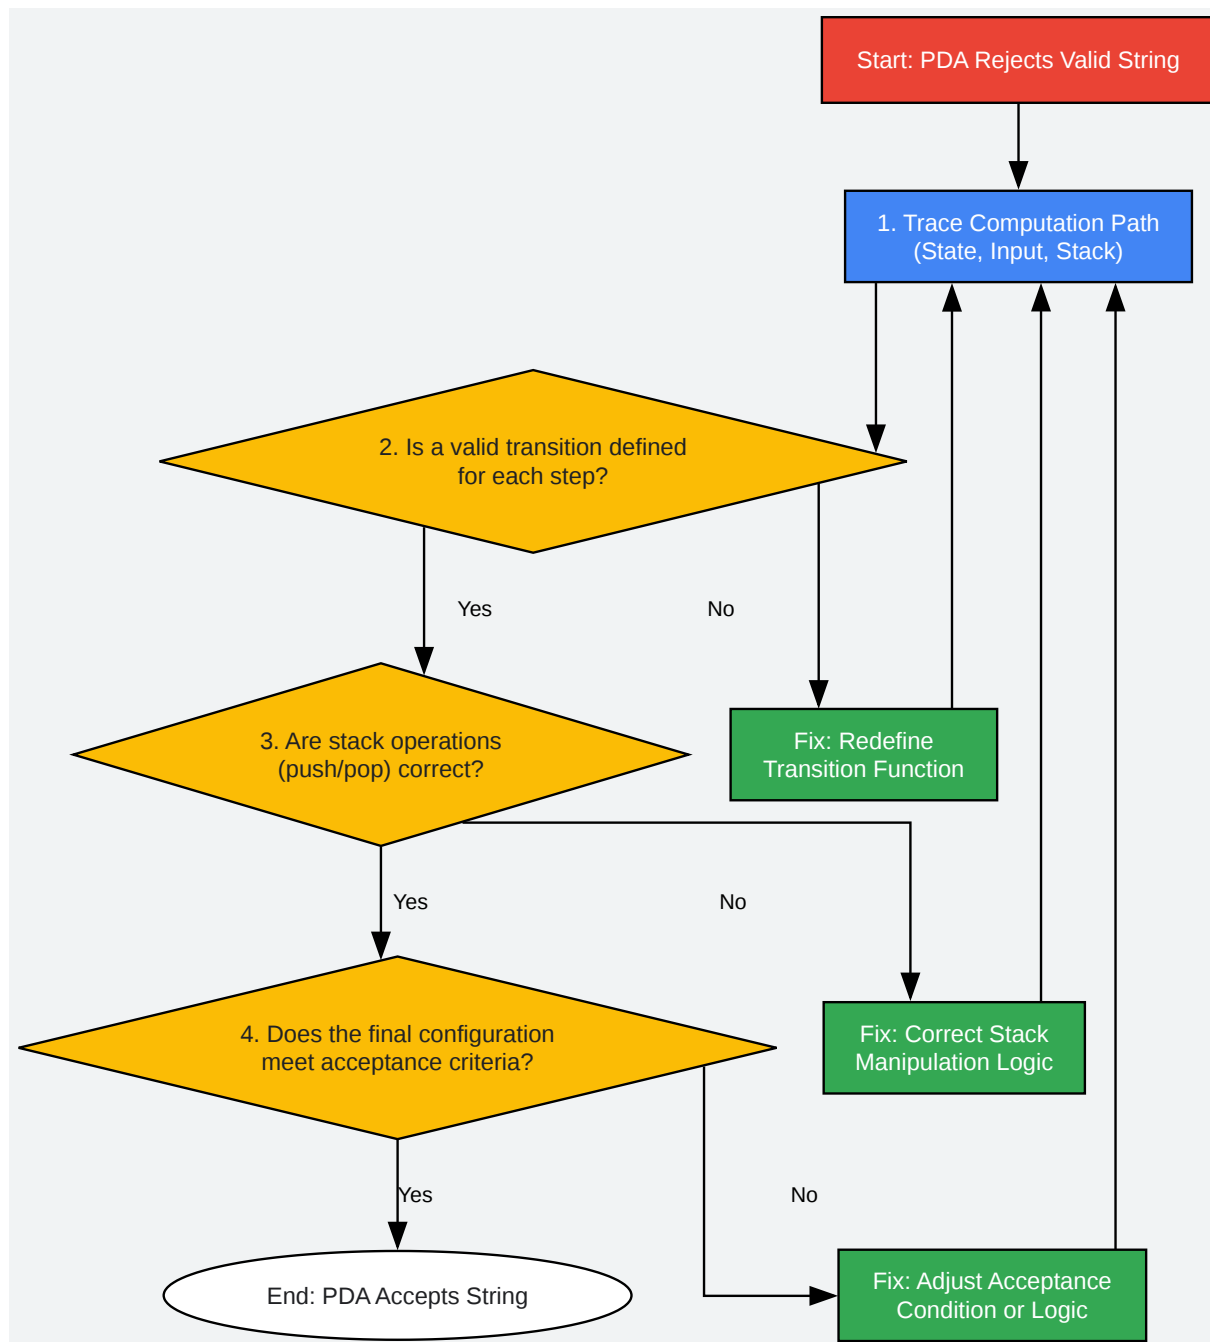 Start: PDA Rejects Valid String
1. Trace Computation Path
(State, Input, Stack)
2. Is a valid transition defined
for each step?
Yes
No
3. Are stack operations
(push/pop) correct?
Fix: Redefine
Transition Function
Yes
No
4. Does the final configuration
meet acceptance criteria?
Fix: Correct Stack
Manipulation Logic
Yes
No
End: PDA Accepts String
Fix: Adjust Acceptance
Condition or Logic